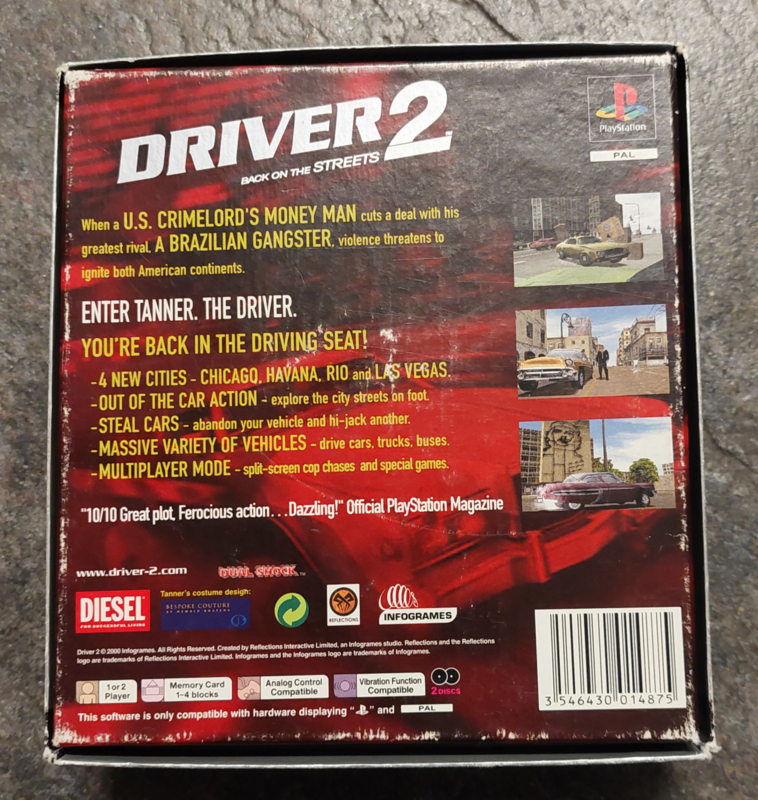 DRIVER 2
BACK ON THE STREETS
PlayStation
PAL
When a U.S. CRIMELORD'S MONEY MAN cuts a deal with his
greatest rival, A BRAZILIAN GANGSTER, violence threatens to
ignite both American continents.
ENTER TANNER. THE DRIVER.
YOU'RE BACK IN THE DRIVING SEAT!
- 4 NEW CITIES - CHICAGO, HAVANA, RIO and LAS VEGAS.
- OUT OF THE CAR ACTION - explore the city streets on foot.
- STEAL CARS - abandon your vehicle and hi-jack another.
- MASSIVE VARIETY OF VEHICLES - drive cars, trucks, buses.
- MULTIPLAYER MODE - split-screen cop chases and special games.
"10/10 Great plot, Ferocious action...Dazzling!" Official PlayStation Magazine
www.driver-2.com
DUAL SHOCK™
DIESEL
FOR SUCCESSFUL LIVING
Tanner's costume design:
BESPOKE COUTURE
REFLECTIONS
INFOGRAMES
Driver 2 © 2000 Infogrames. All Rights Reserved. Created by Reflections Interactive Limited, an Infogrames studio. Reflections and the Reflections
logo are trademarks of Reflections Interactive Limited. Infogrames and the Infogrames logo are trademarks of Infogrames.
1 or 2
Player
Memory Card
1-4 blocks
Analog Control
Compatible
Vibration Function
Compatible
2 DISCS
This software is only compatible with hardware displaying " " and PAL
3 546430 014875